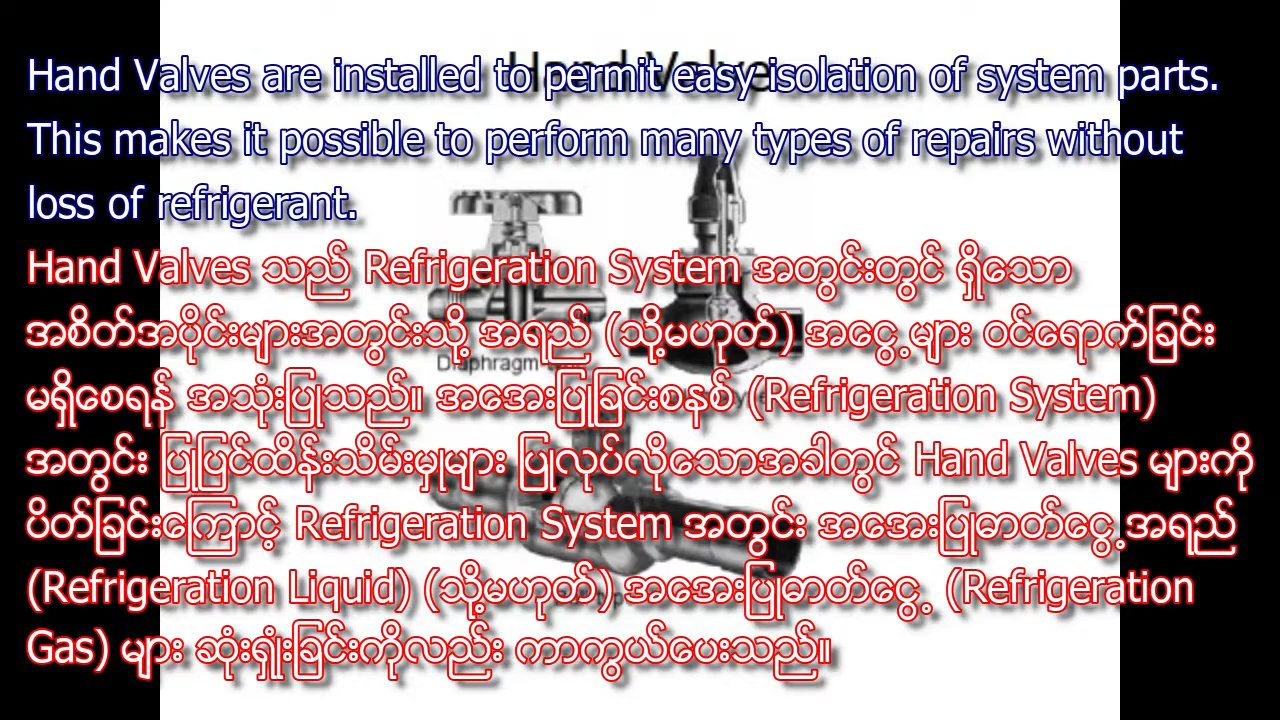 Hand Valve
Hand Valves are installed to permit easy isolation of system parts.
This makes it possible to perform many types of repairs without
loss of refrigerant.
Hand Valves သည် Refrigeration System အတွင်းတွင် ရှိသော
အစိတ်အပိုင်းများအတွင်းသို့ အရည် (သို့မဟုတ်) အငွေ့များ ဝင်ရောက်ခြင်း
Diaphragm
မရှိစေရန် အသုံးပြုသည်။ အအေးပြုခြင်းစနစ် (Refrigeration System)
အတွင်း ပြုပြင်ထိန်းသိမ်းမှုများ ပြုလုပ်လိုသောအခါတွင် Hand Valves များကို
ပိတ်ခြင်းကြောင့် Refrigeration System အတွင်း အအေးပြုဓာတ်ငွေ့အရည်
(Refrigeration Liquid) (သို့မဟုတ်) အအေးပြုဓာတ်ငွေ့ (Refrigeration
Gas) များ ဆုံးရှုံးခြင်းကိုလည်း ကာကွယ်ပေးသည်။